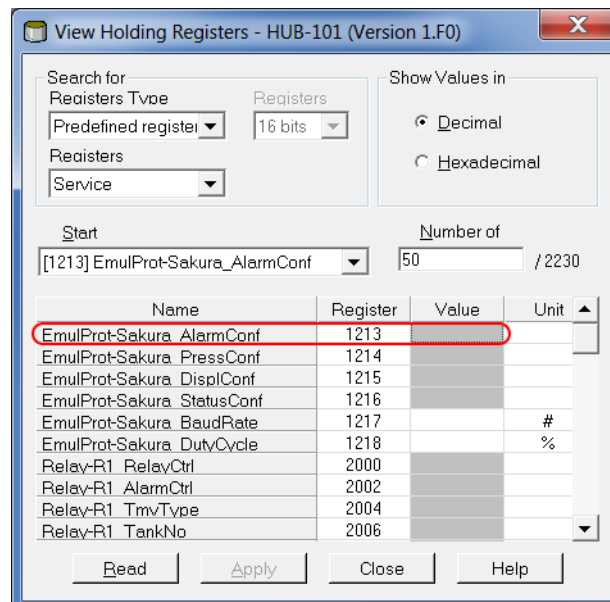 View Holding Registers - HUB-101 (Version 1.F0)
X
Search for
Registers Type
Registers
Show Values in
Predefined register
16 bits
Decimal
Registers
Hexadecimal
Service
Start
Number of
[1213] EmulProt-Sakura_AlarmConf
50
/ 2230
Name Register Value Unit
EmulProt-Sakura_AlarmConf 1213
EmulProt-Sakura_PressConf 1214
EmulProt-Sakura_DisplConf 1215
EmulProt-Sakura_StatusConf 1216
EmulProt-Sakura_BaudRate 1217 #
EmulProt-Sakura_DutyCycle 1218 %
Relay-R1_RelayCtrl 2000
Relay-R1_AlarmCtrl 2002
Relay-R1_TmvType 2004
Relay-R1_TankNo 2006
Read Apply Close Help